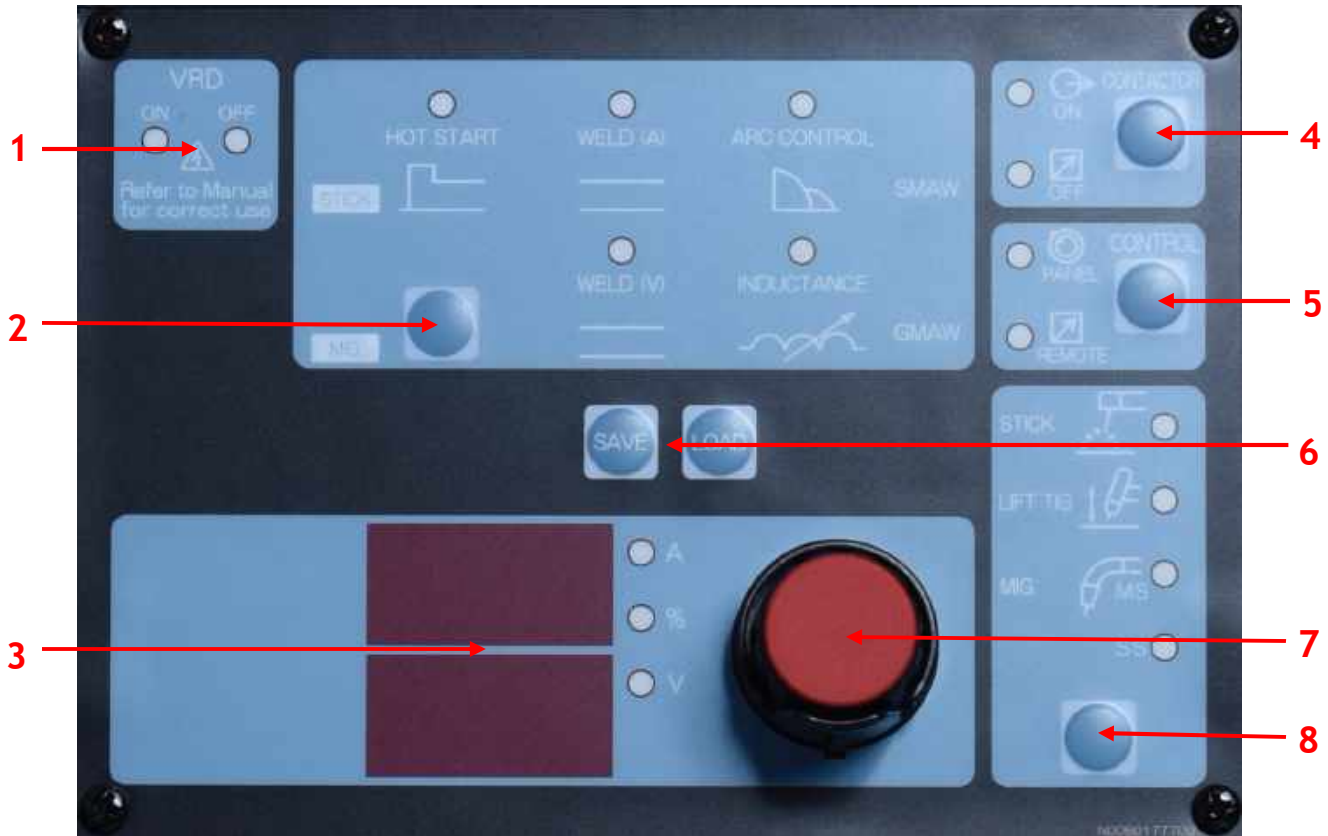 VRD
ON OFF
Refer to Manual
for correct use
1
HOT START WELD (A) ARC CONTROL
STICK SMAW
WELD (V) INDUCTANCE
MIG GMAW
2
SAVE LOAD
6
A
%
V
3
7
CONTACTOR
ON
OFF
4
CONTROL
PANEL
REMOTE
5
STICK
LIFT TIG
MIG MS
SS
8